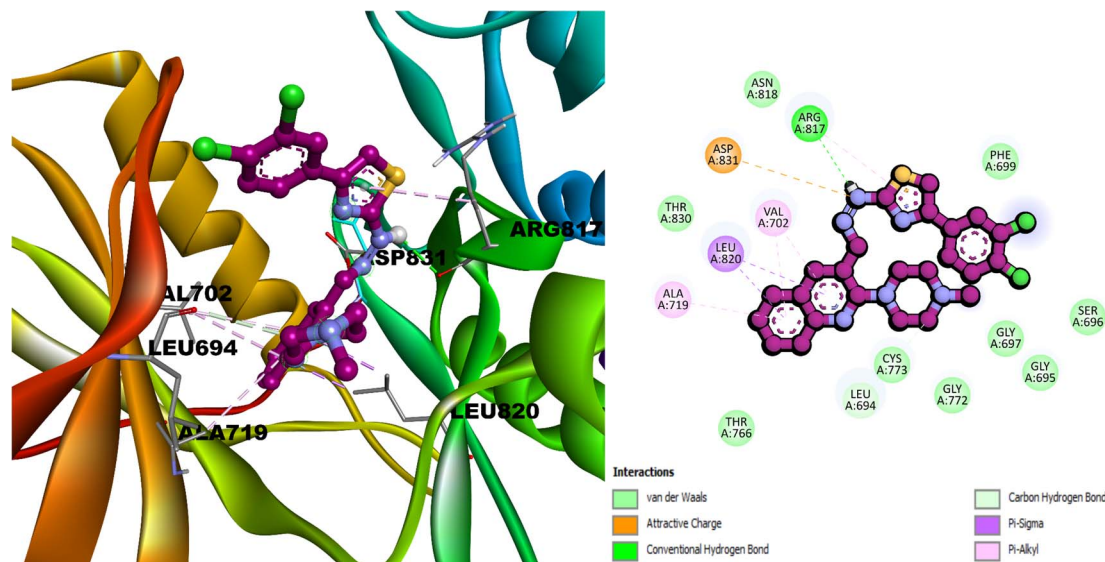 ARG817
ASP831
AL702
LEU694
LEU820
ALA719
ASN
A:818
ARG
A:817
ASP
A:831
PHE
A:699
THR
A:830
VAL
A:702
LEU
A:820
ALA
A:719
SER
A:696
GLY
A:697
CYS
A:773
GLY
A:695
LEU
A:694
GLY
A:772
THR
A:766
Interactions
van der Waals
Attractive Charge
Conventional Hydrogen Bond
Carbon Hydrogen Bond
Pi-Sigma
Pi-Alkyl